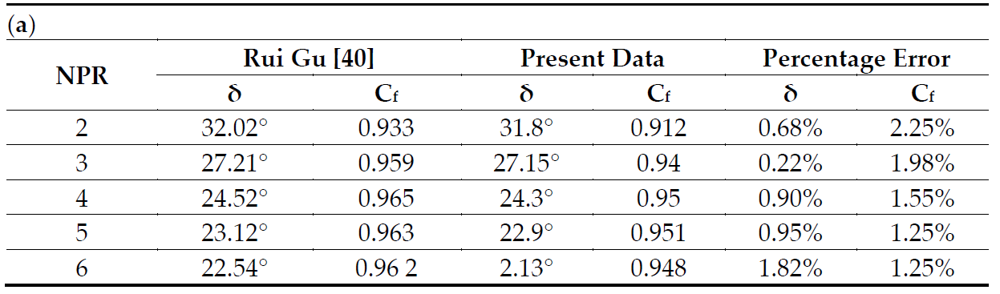 (a)
NPR Rui Gu [40] Present Data Percentage Error
δ C_f δ C_f δ C_f
2 32.02° 0.933 31.8° 0.912 0.68% 2.25%
3 27.21° 0.959 27.15° 0.94 0.22% 1.98%
4 24.52° 0.965 24.3° 0.95 0.90% 1.55%
5 23.12° 0.963 22.9° 0.951 0.95% 1.25%
6 22.54° 0.96 2 2.13° 0.948 1.82% 1.25%